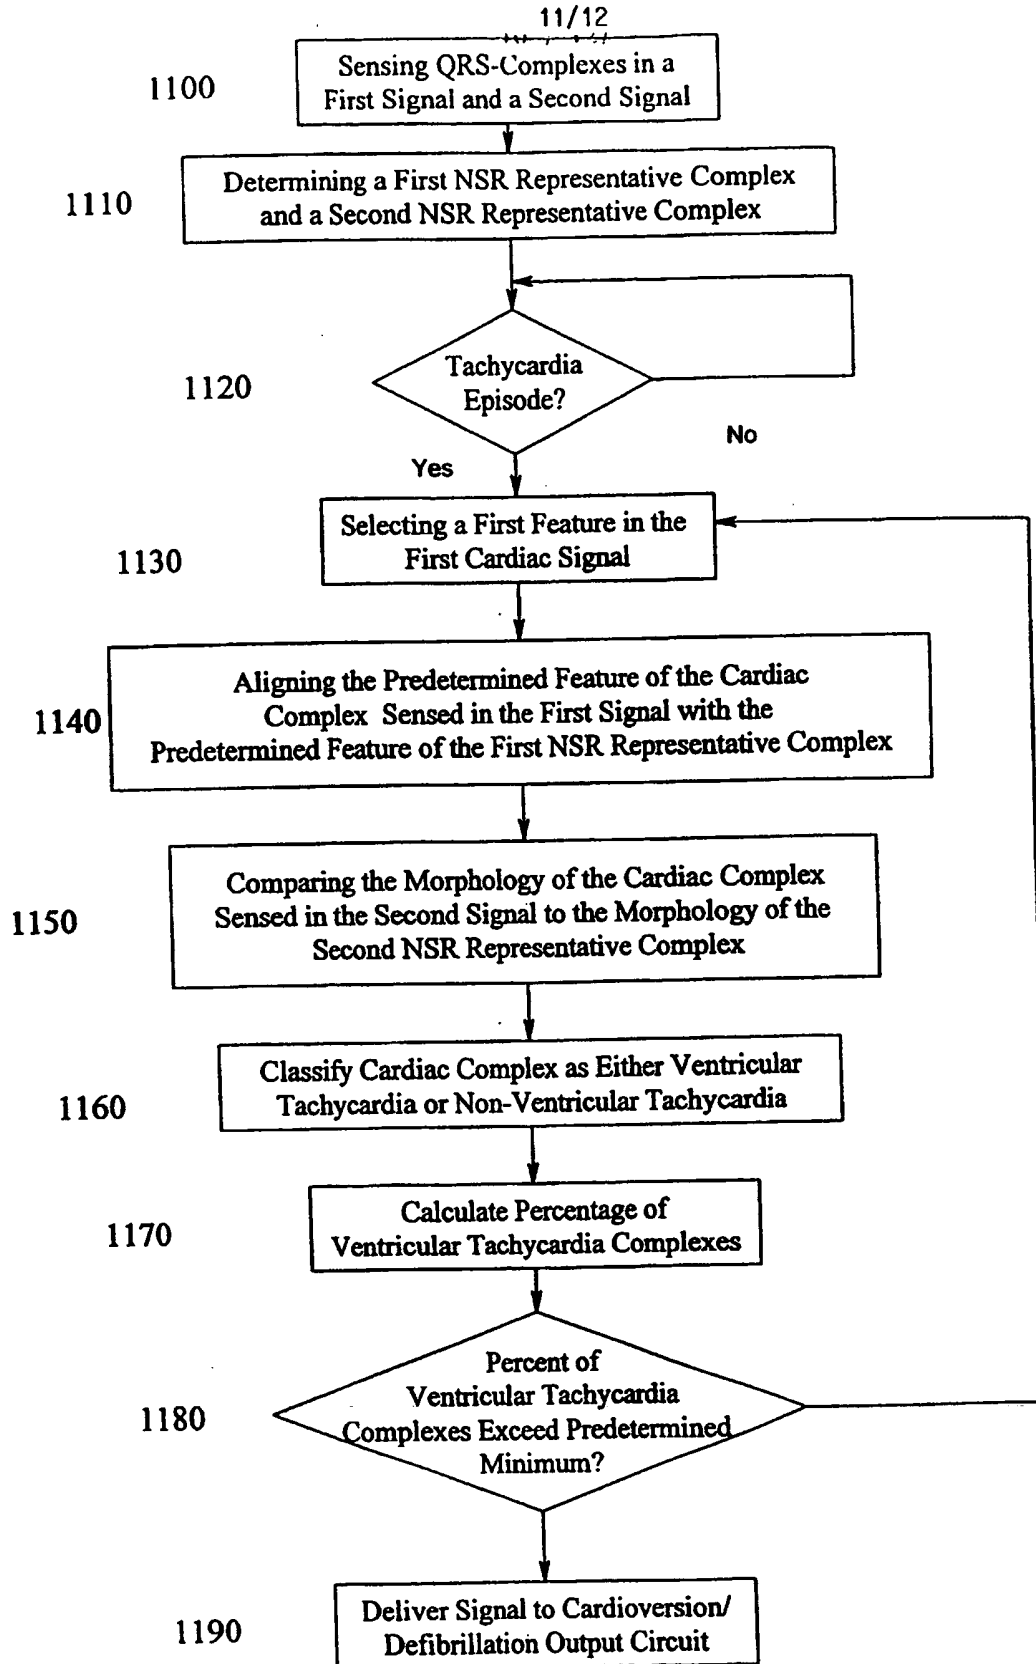 11/12
1100
Sensing QRS-Complexes in a
First Signal and a Second Signal
1110
Determining a First NSR Representative Complex
and a Second NSR Representative Complex
1120
Tachycardia
Episode?
No
Yes
1130
Selecting a First Feature in the
First Cardiac Signal
1140
Aligning the Predetermined Feature of the Cardiac
Complex Sensed in the First Signal with the
Predetermined Feature of the First NSR Representative Complex
1150
Comparing the Morphology of the Cardiac Complex
Sensed in the Second Signal to the Morphology of the
Second NSR Representative Complex
1160
Classify Cardiac Complex as Either Ventricular
Tachycardia or Non-Ventricular Tachycardia
1170
Calculate Percentage of
Ventricular Tachycardia Complexes
1180
Percent of
Ventricular Tachycardia
Complexes Exceed Predetermined
Minimum?
1190
Deliver Signal to Cardioversion/
Defibrillation Output Circuit